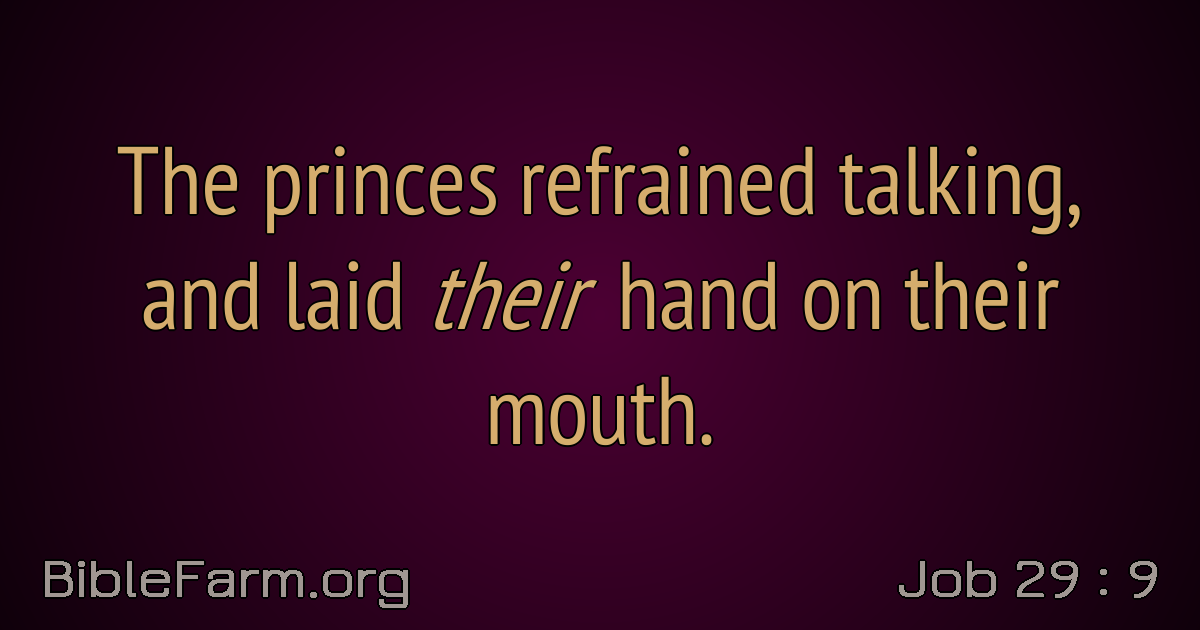 The princes refrained talking,
and laid their hand on their
mouth.
BibleFarm.org
Job 29 : 9